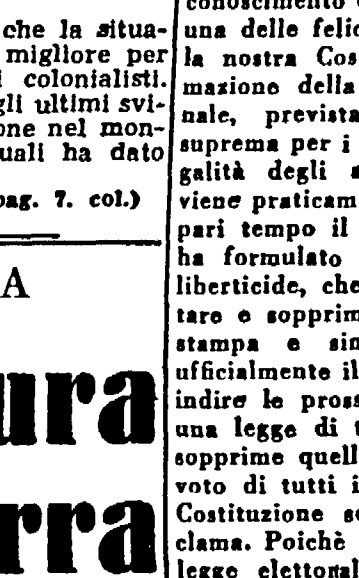 che la situa-
migliore per
colonialisti.
gli ultimi svi-
one nel mon-
uali ha dato
pag. 7. col.)
A
ura
rra
conoscimento
una delle felic
la nostra Cos
mazione della
nale, prevista
suprema per i
galità degli
viene praticam
pari tempo il
ha formulato
liberticide, che
tare o sopprim
stampa e sin
ufficialmente il
indire le pross
una legge di t
sopprime quell
voto di tutti i
Costituzione s
clama. Poichè
legge elettoral